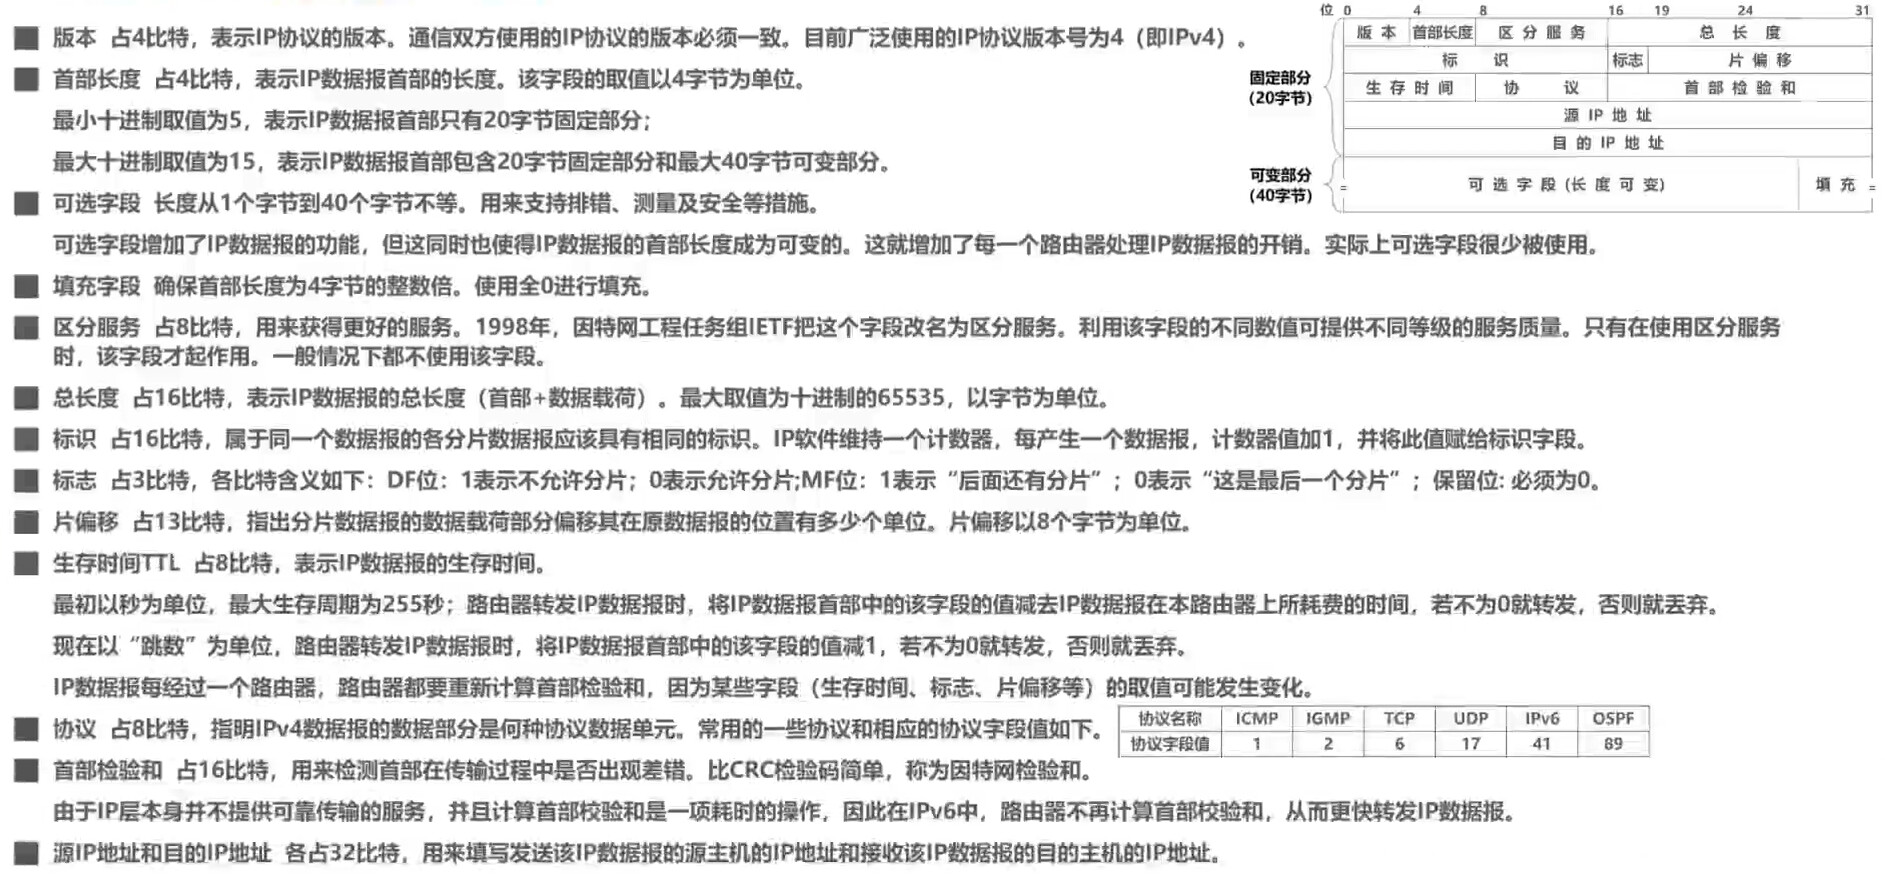 位 0 4 8 16 19 24 31
版本 首部长度 区分服务 总长度
标识 标志 片偏移
生存时间 协议 首部检验和
源IP地址
目的IP地址
可选字段(长度可变) 填充
固定部分
(20字节)
可变部分
(40字节)
版本 占4比特，表示IP协议的版本。通信双方使用的IP协议的版本必须一致。目前广泛使用的IP协议版本号为4（即IPv4）。
首部长度 占4比特，表示IP数据报首部的长度。该字段的取值以4字节为单位。
最小十进制取值为5，表示IP数据报首部只有20字节固定部分；
最大十进制取值为15，表示IP数据报首部包含20字节固定部分和最大40字节可变部分。
可选字段 长度从1个字节到40个字节不等。用来支持排错、测量及安全等措施。
可选字段增加了IP数据报的功能，但这同时也使得IP数据报的首部长度成为可变的。这就增加了每一个路由器处理IP数据报的开销。实际上可选字段很少被使用。
填充字段 确保首部长度为4字节的整数倍。使用全0进行填充。
区分服务 占8比特，用来获得更好的服务。1998年，因特网工程任务组IETF把这个字段改名为区分服务。利用该字段的不同数值可提供不同等级的服务质量。只有在使用区分服务
时，该字段才起作用。一般情况下都不使用该字段。
总长度 占16比特，表示IP数据报的总长度（首部+数据载荷）。最大取值为十进制的65535，以字节为单位。
标识 占16比特，属于同一个数据报的各分片数据报应该具有相同的标识。IP软件维持一个计数器，每产生一个数据报，计数器值加1，并将此值赋给标识字段。
标志 占3比特，各比特含义如下：DF位：1表示不允许分片；0表示允许分片;MF位：1表示“后面还有分片”；0表示“这是最后一个分片”；保留位: 必须为0。
片偏移 占13比特，指出分片数据报的数据载荷部分偏移其在原数据报的位置有多少个单位。片偏移以8个字节为单位。
生存时间TTL 占8比特，表示IP数据报的生存时间。
最初以秒为单位，最大生存周期为255秒；路由器转发IP数据报时，将IP数据报首部中的该字段的值减去IP数据报在本路由器上所耗费的时间，若不为0就转发，否则就丢弃。
现在以“跳数”为单位，路由器转发IP数据报时，将IP数据报首部中的该字段的值减1，若不为0就转发，否则就丢弃。
IP数据报每经过一个路由器，路由器都要重新计算首部检验和，因为某些字段（生存时间、标志、片偏移等）的取值可能发生变化。
协议 占8比特，指明IPv4数据报的数据部分是何种协议数据单元。常用的一些协议和相应的协议字段值如下。
协议名称 ICMP IGMP TCP UDP IPv6 OSPF
协议字段值 1 2 6 17 41 89
首部检验和 占16比特，用来检测首部在传输过程中是否出现差错。比CRC检验码简单，称为因特网检验和。
由于IP层本身并不提供可靠传输的服务，并且计算首部校验和是一项耗时的操作，因此在IPv6中，路由器不再计算首部校验和，从而更快转发IP数据报。
源IP地址和目的IP地址 各占32比特，用来填写发送该IP数据报的源主机的IP地址和接收该IP数据报的目的主机的IP地址。